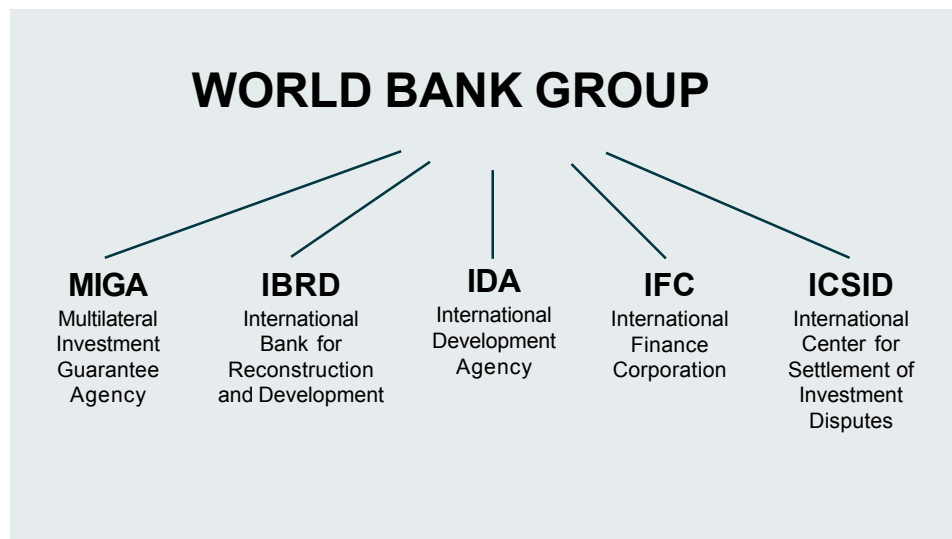 WORLD BANK GROUP
MIGA
Multilateral
Investment
Guarantee
Agency
IBRD
International
Bank for
Reconstruction
and Development
IDA
International
Development
Agency
IFC
International
Finance
Corporation
ICSID
International
Center for
Settlement of
Investment
Disputes